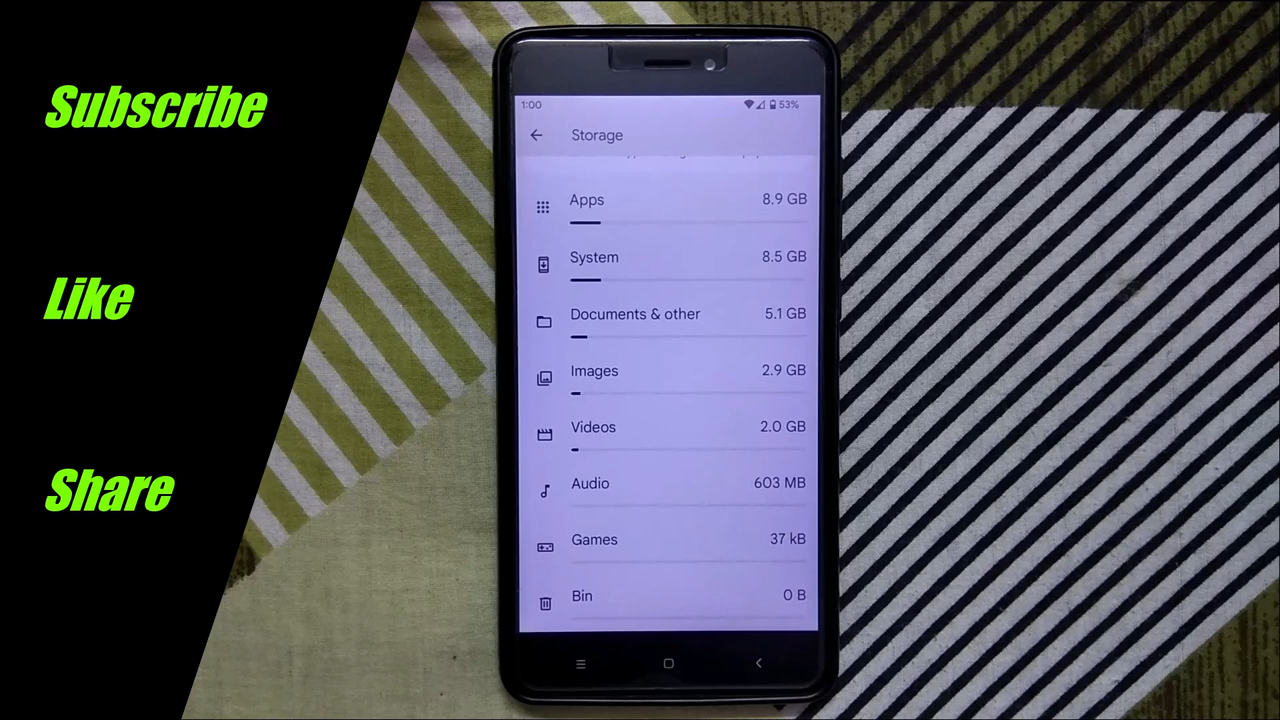 Subscribe
Like
Share
1:00 53%
Storage
Apps 8.9 GB
System 8.5 GB
Documents & other 5.1 GB
Images 2.9 GB
Videos 2.0 GB
Audio 603 MB
Games 37 kB
Bin 0 B